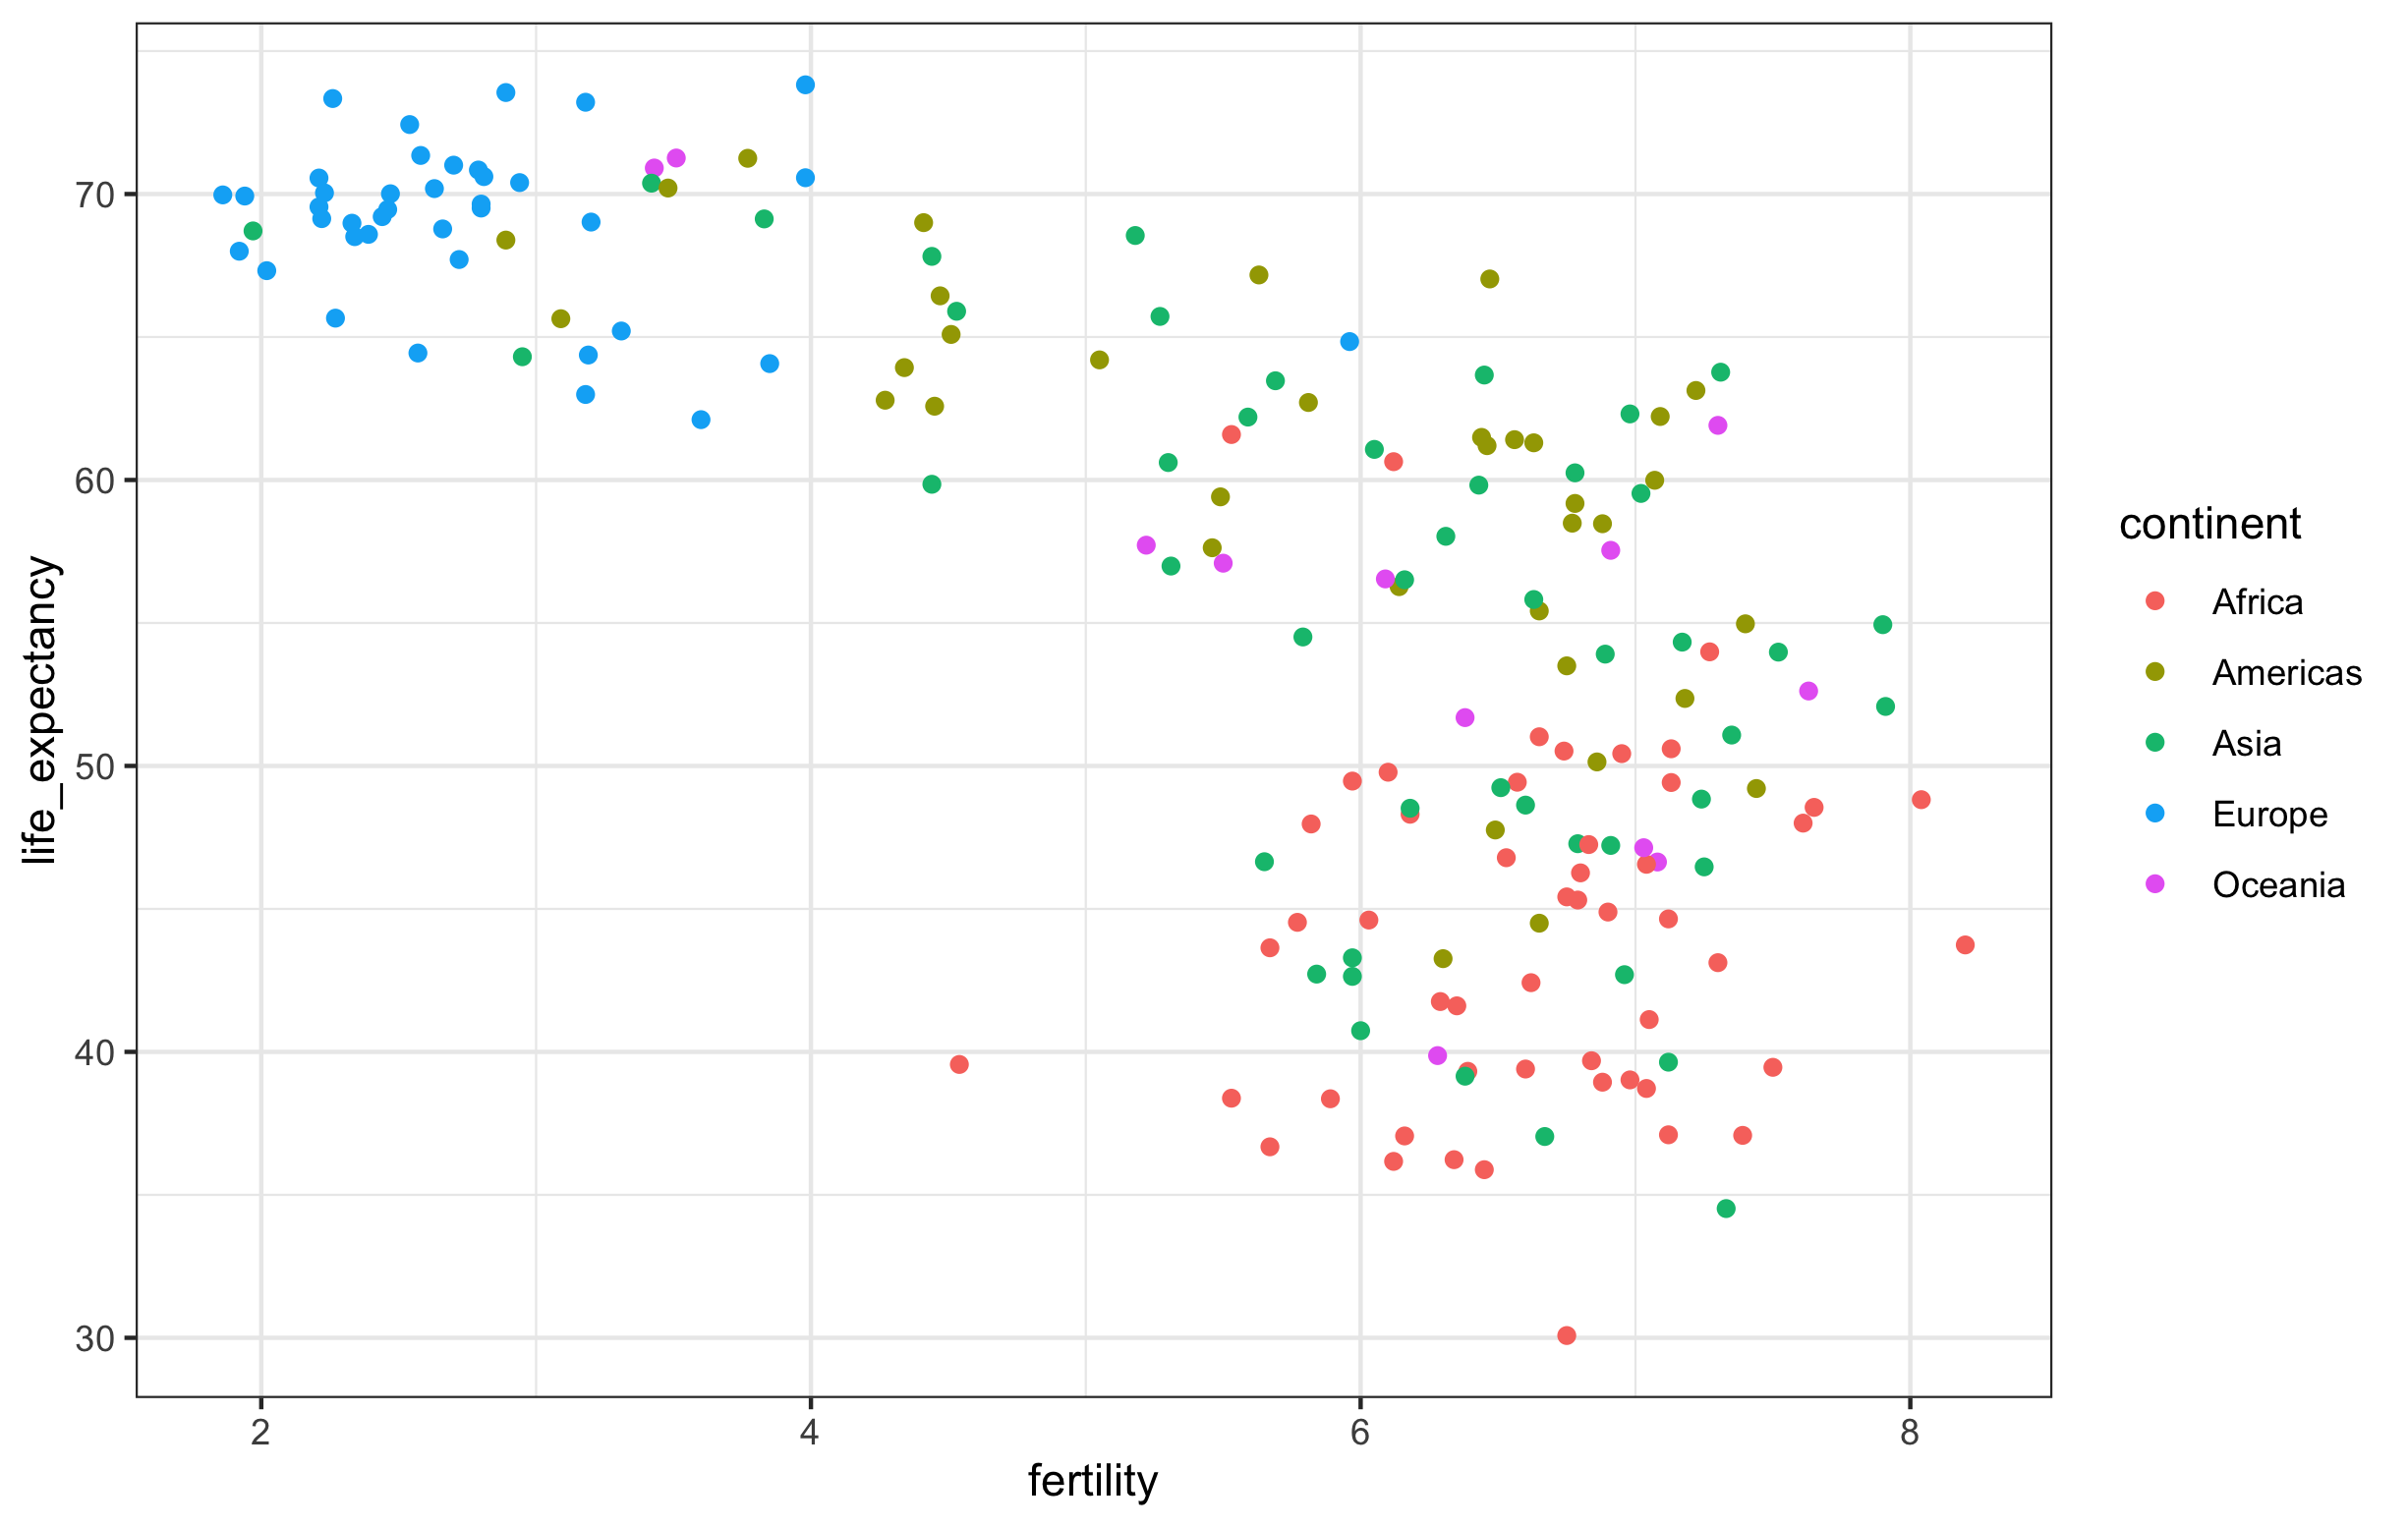 70
60
50
40
30
life_expectancy
2 4 6 8
fertility
continent
Africa
Americas
Asia
Europe
Oceania